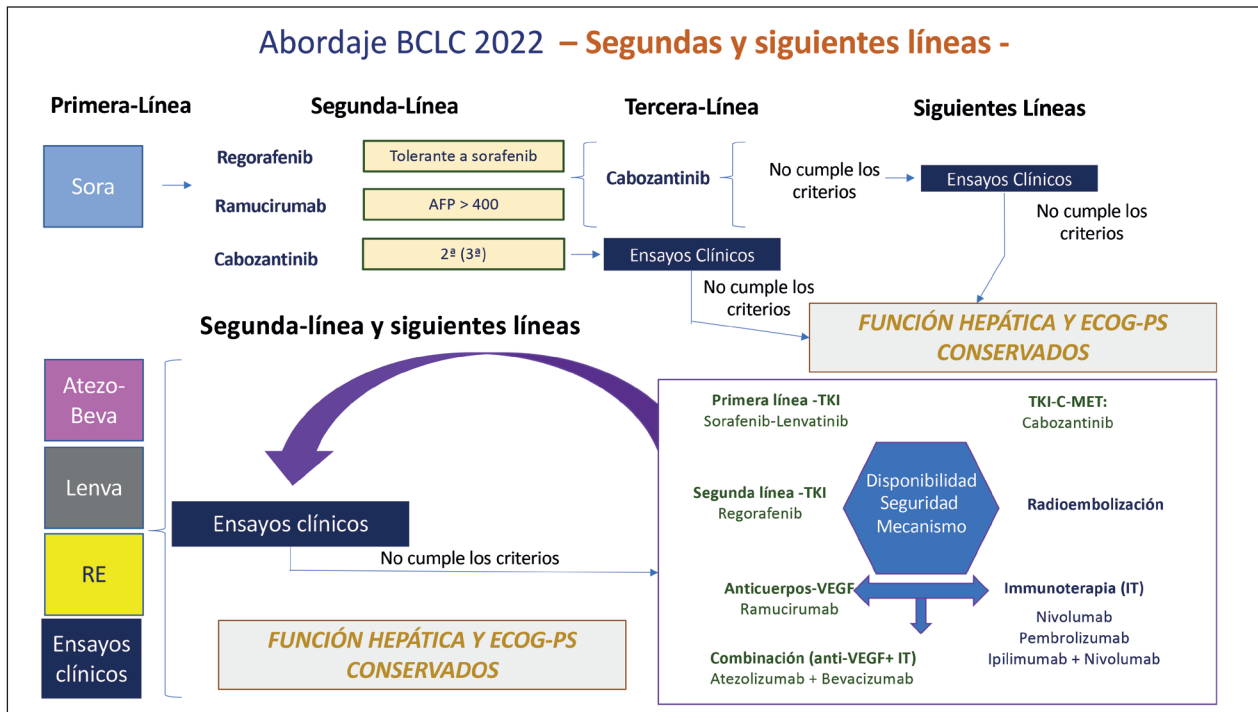 Abordaje BCLC 2022 – Segundas y siguientes líneas -
Primera-Línea
Segunda-Línea
Tercera-Línea
Siguientes Líneas
Sora
Regorafenib
Tolerante a sorafenib
Ramucirumab
AFP > 400
Cabozantinib
2ª (3ª)
Cabozantinib
Ensayos Clínicos
No cumple los
criterios
No cumple los
criterios
Ensayos Clínicos
No cumple los
criterios
FUNCIÓN HEPÁTICA Y ECOG-PS
CONSERVADOS
Segunda-línea y siguientes líneas
Atezo-
Beva
Lenva
RE
Ensayos
clínicos
Ensayos clínicos
No cumple los criterios
FUNCIÓN HEPÁTICA Y ECOG-PS
CONSERVADOS
Primera línea -TKI
Sorafenib-Lenvatinib
TKI-C-MET:
Cabozantinib
Segunda línea -TKI
Regorafenib
Disponibilidad
Seguridad
Mecanismo
Radioembolización
Anticuerpos-VEGF
Ramucirumab
Immunoterapia (IT)
Nivolumab
Pembrolizumab
Ipilimumab + Nivolumab
Combinación (anti-VEGF+ IT)
Atezolizumab + Bevacizumab